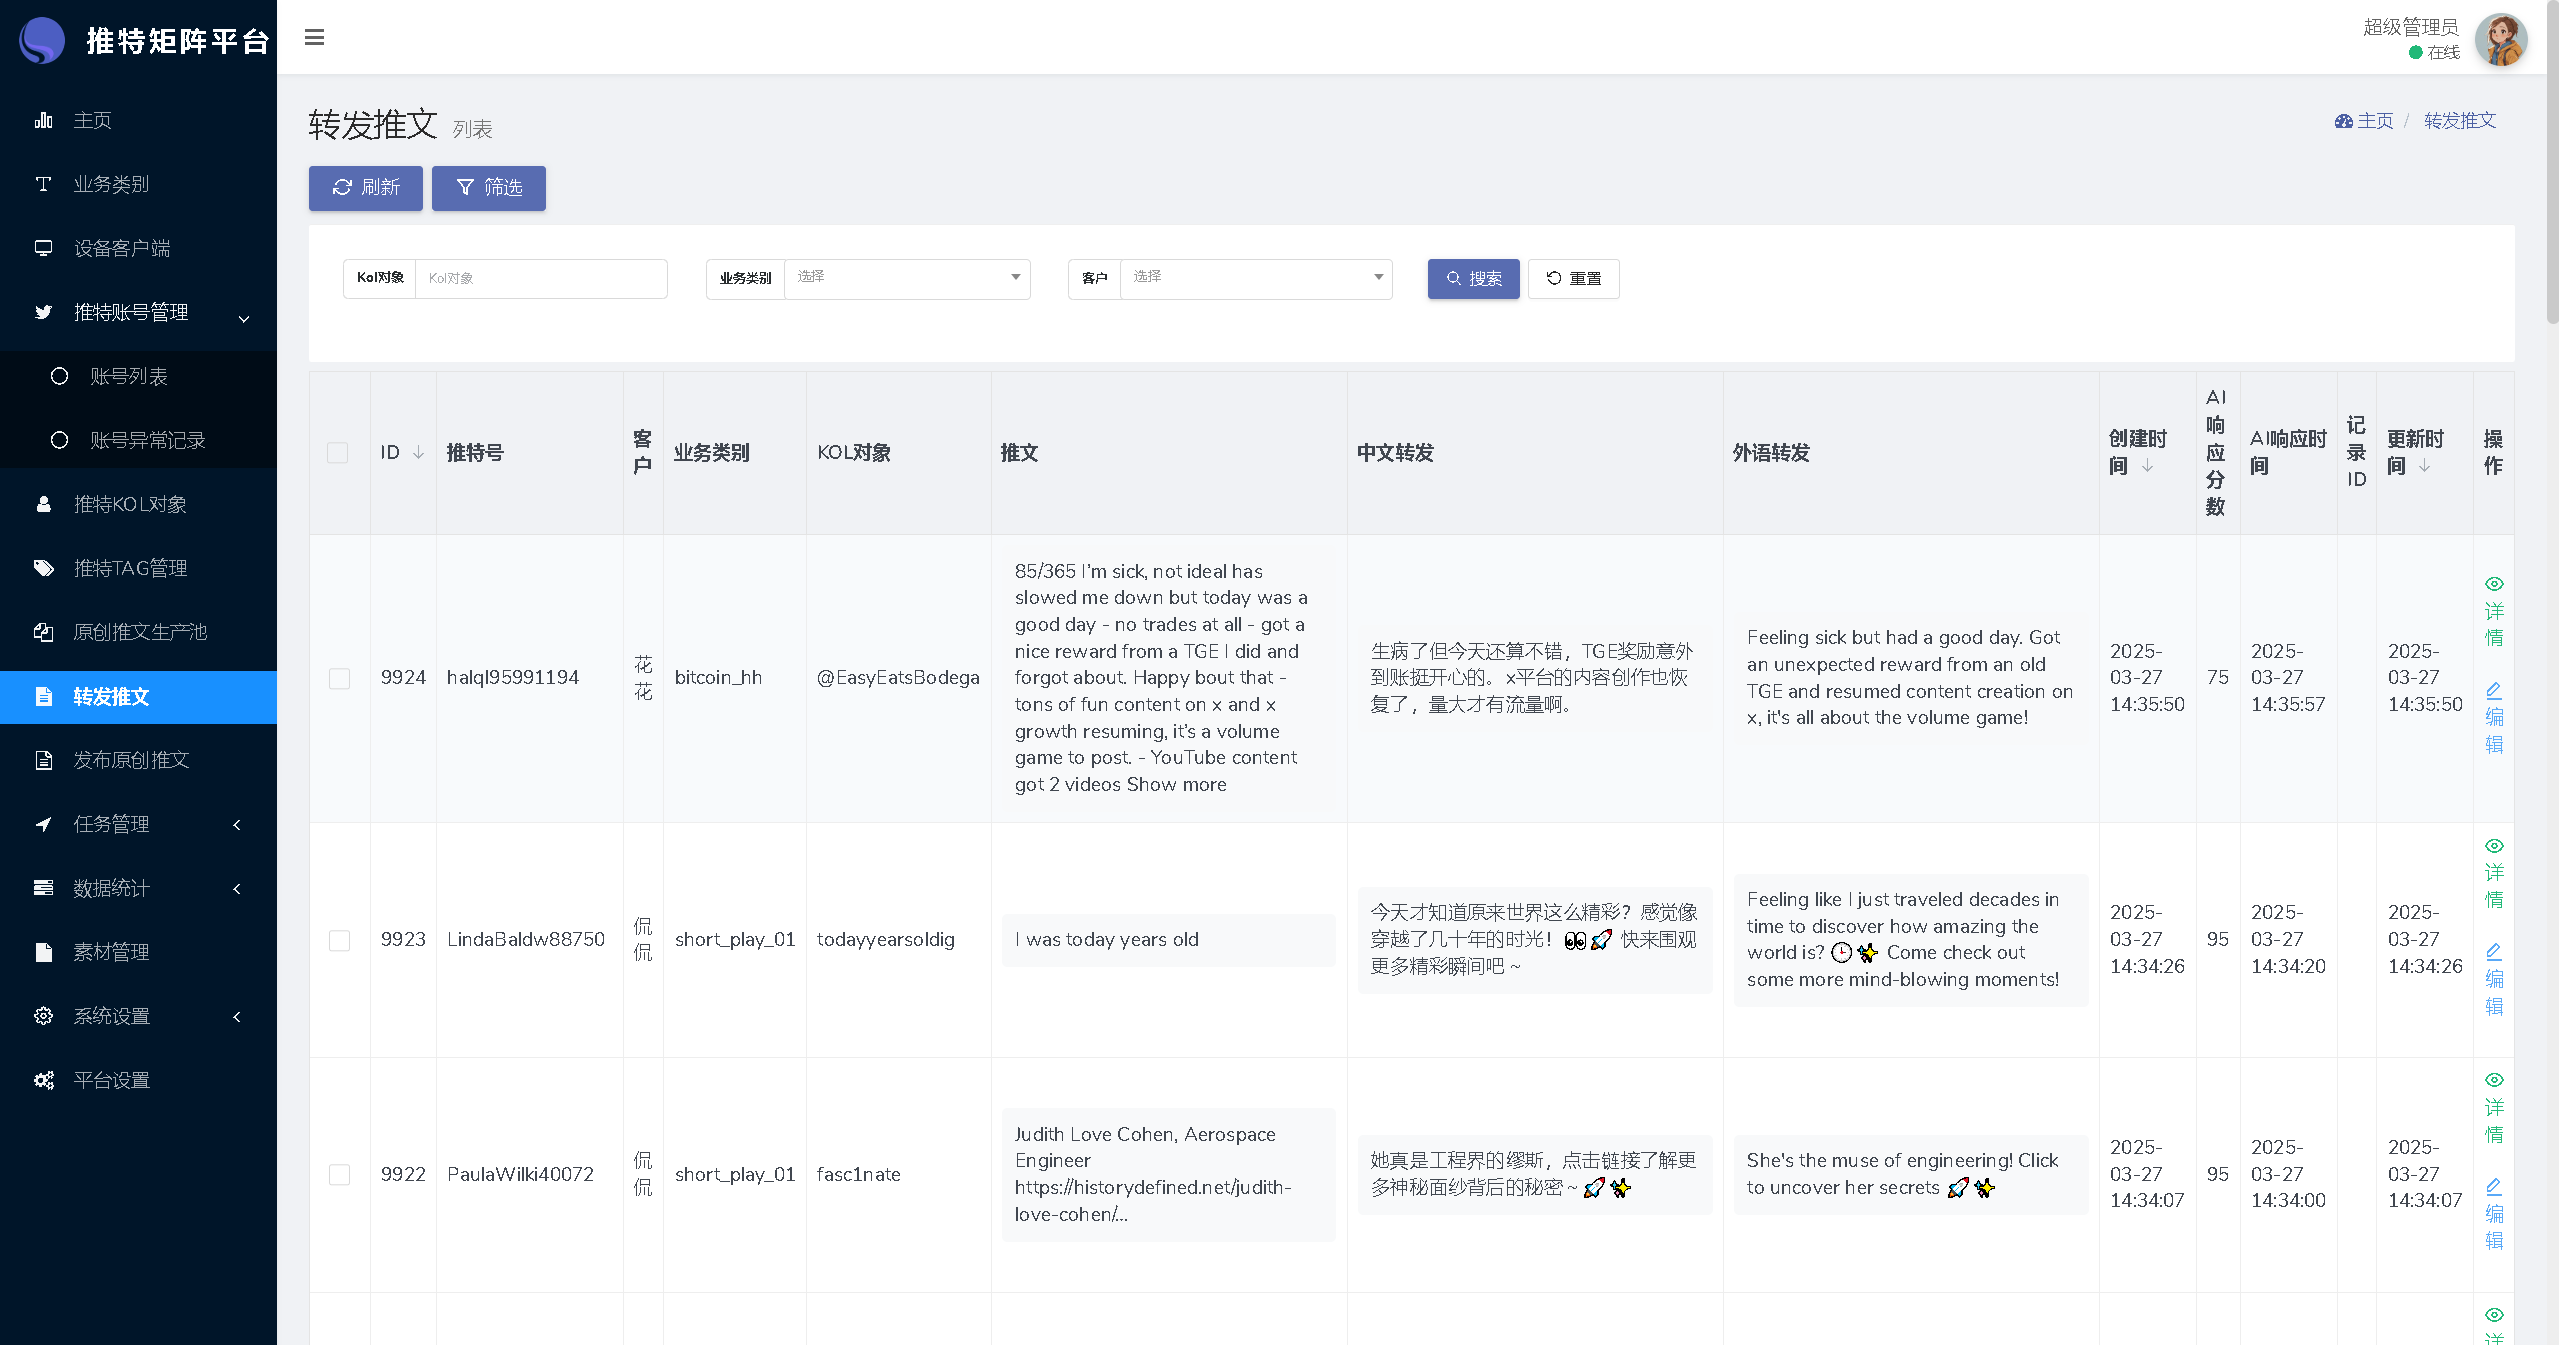 推特矩阵平台
超级管理员
在线
主页
业务类别
设备客户端
推特账号管理
账号列表
账号异常记录
推特KOL对象
推特TAG管理
原创推文生产池
转发推文
发布原创推文
任务管理
数据统计
素材管理
系统设置
平台设置
转发推文 列表
主页 / 转发推文
刷新 筛选
Kol对象 Kol对象 业务类别 选择 客户 选择 搜索 重置
ID 推特号 客户 业务类别 KOL对象 推文 中文转发 外语转发 创建时间 AI响应分数 AI响应时间 记录ID 更新时间 操作
9924
halql95991194
花
花
bitcoin_hh
@EasyEatsBodega
85/365 I’m sick, not ideal has
slowed me down but today was a
good day - no trades at all - got a
nice reward from a TGE I did and
forgot about. Happy bout that -
tons of fun content on x and x
growth resuming, it’s a volume
game to post. - YouTube content
got 2 videos Show more
生病了但今天还算不错，TGE奖励意外
到账挺开心的。x平台的内容创作也恢
复了，量大才有流量啊。
Feeling sick but had a good day. Got
an unexpected reward from an old
TGE and resumed content creation on
x, it's all about the volume game!
2025-
03-27
14:35:50
75
2025-
03-27
14:35:57
2025-
03-27
14:35:50
详
情
编
辑
9923
LindaBaldw88750
侃
侃
short_play_01
todayyearsoldig
I was today years old
今天才知道原来世界这么精彩？感觉像
穿越了几十年的时光！👀🚀 快来围观
更多精彩瞬间吧～
Feeling like I just traveled decades in
time to discover how amazing the
world is? 🕒✨ Come check out
some more mind-blowing moments!
2025-
03-27
14:34:26
95
2025-
03-27
14:34:20
2025-
03-27
14:34:26
详
情
编
辑
9922
PaulaWilki40072
侃
侃
short_play_01
fasc1nate
Judith Love Cohen, Aerospace
Engineer
https://historydefined.net/judith-
love-cohen/…
她真是工程界的缪斯，点击链接了解更
多神秘面纱背后的秘密～🚀✨
She's the muse of engineering! Click
to uncover her secrets 🚀✨
2025-
03-27
14:34:07
95
2025-
03-27
14:34:00
2025-
03-27
14:34:07
详
情
编
辑
详